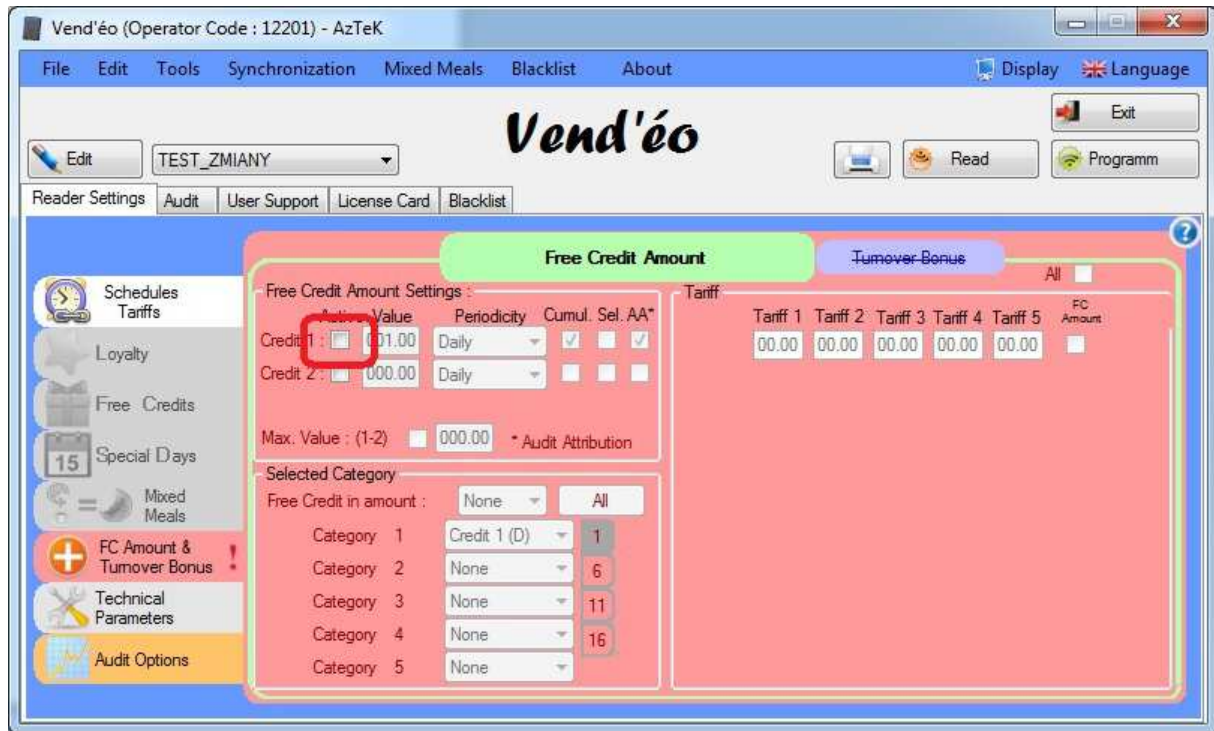 Vend'éo (Operator Code : 12201) - AzTeK
File Edit Tools Synchronization Mixed Meals Blacklist About Display Language
Vend'éo
Exit
Edit TEST_ZMIANY Read Programm
Reader Settings Audit User Support License Card Blacklist
?
Free Credit Amount Turnover Bonus
All
Schedules
Tariffs
Loyalty
Free Credits
15 Special Days
Mixed
Meals
FC Amount &
Turnover Bonus !
Technical
Parameters
Audit Options
Free Credit Amount Settings :
Active Value Periodicity Cumul. Sel. AA*
Credit 1 : 001.00 Daily
Credit 2 : 000.00 Daily
Max. Value : (1-2) 000.00 * Audit Attribution
Selected Category
Free Credit in amount : None All
Category 1 Credit 1 (D) 1
Category 2 None 6
Category 3 None 11
Category 4 None 16
Category 5 None
Tariff
Tariff 1 Tariff 2 Tariff 3 Tariff 4 Tariff 5 FC Amount
00.00 00.00 00.00 00.00 00.00